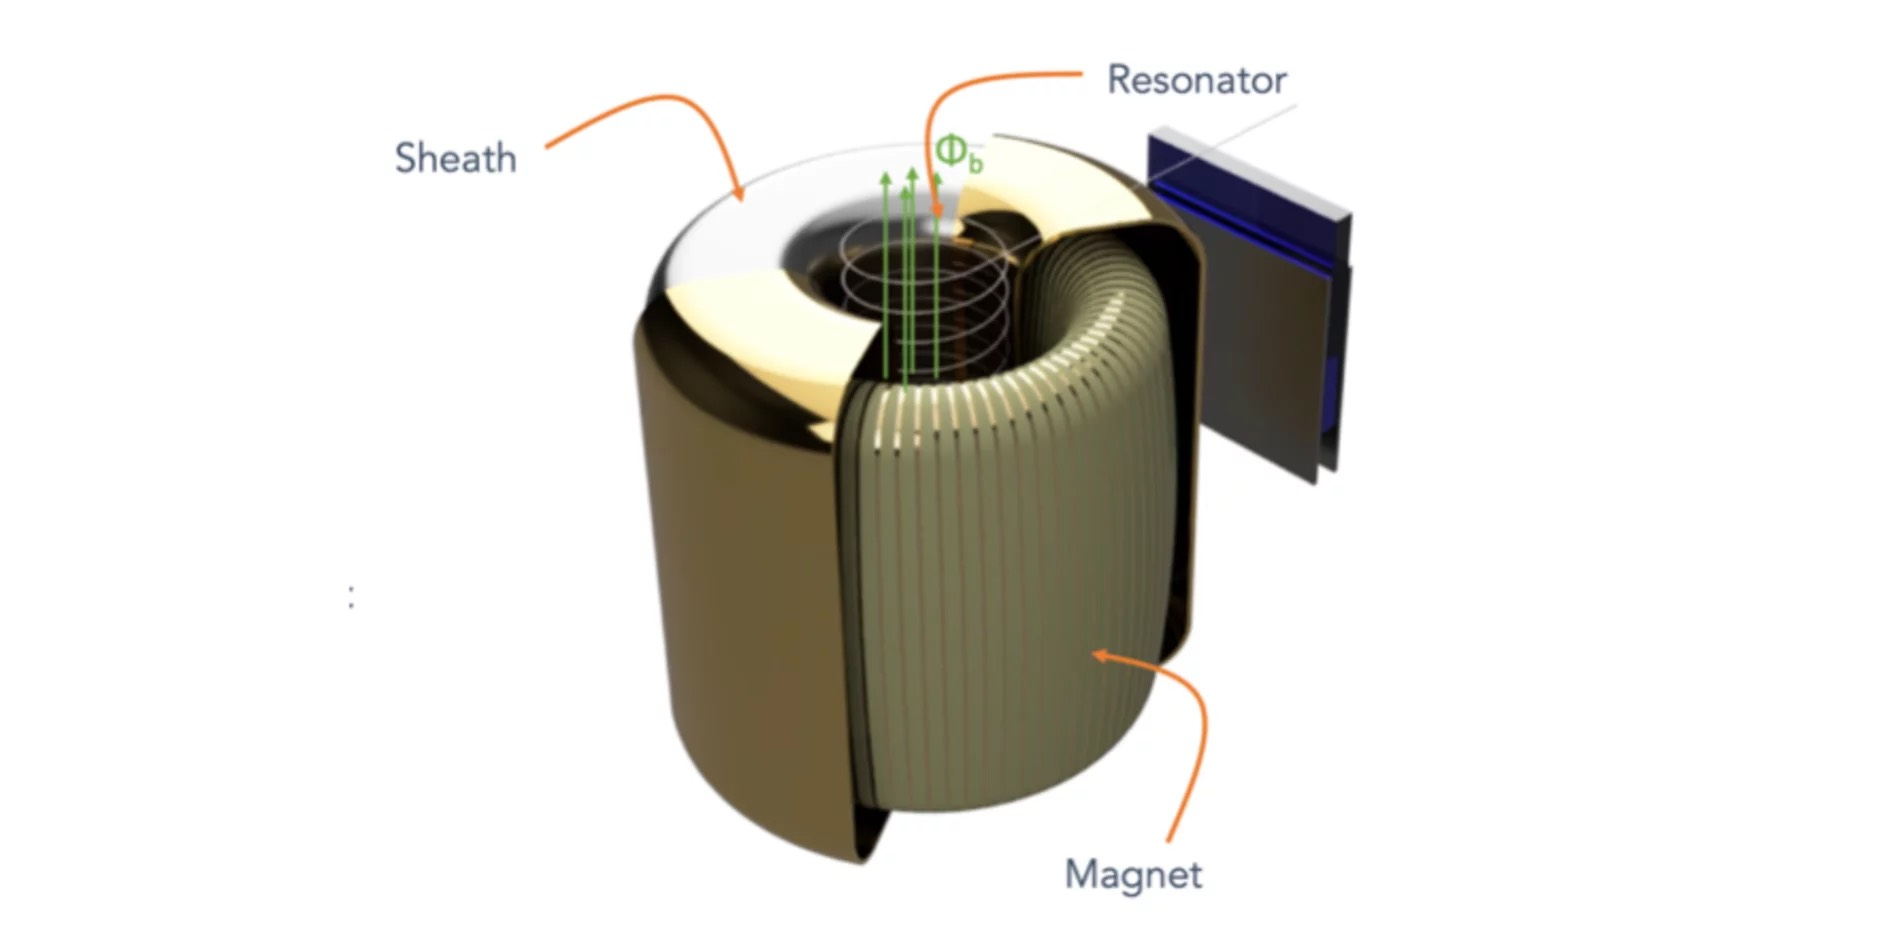 Resonator
Φb
Sheath
:
Magnet